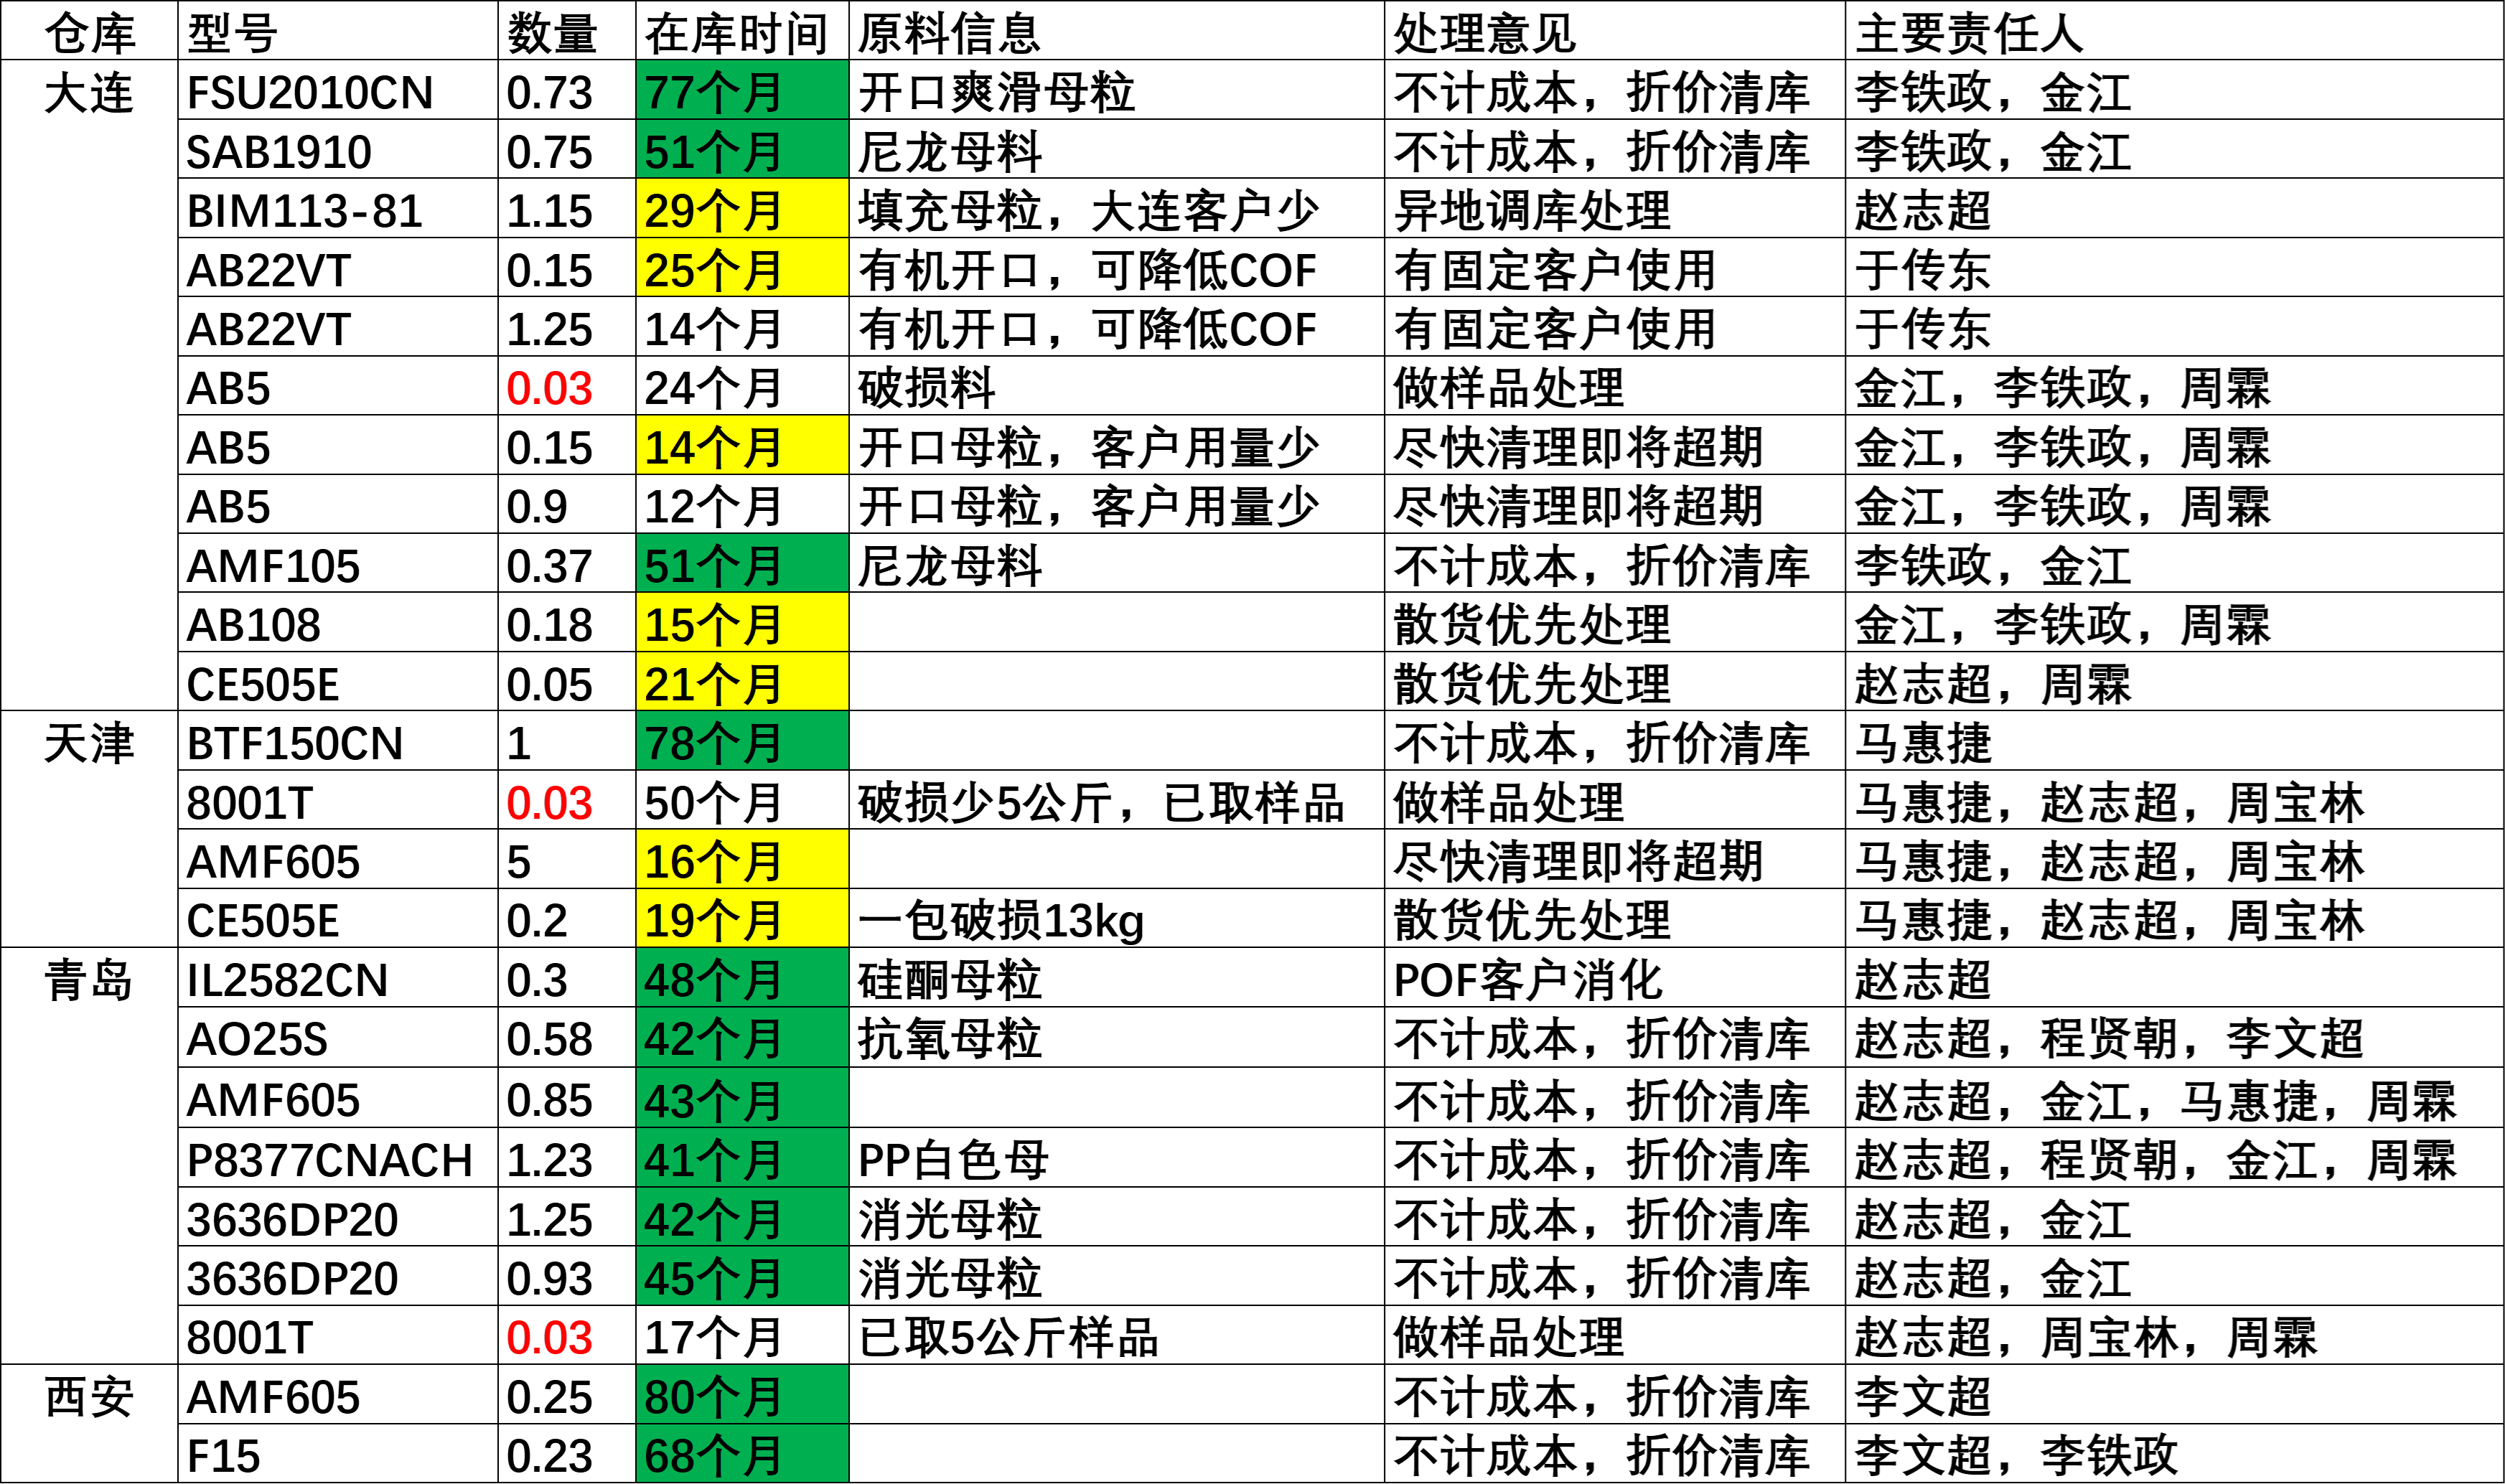 仓库 型号 数量 在库时间 原料信息 处理意见 主要责任人
大连 FSU2010CN 0.73 77个月 开口爽滑母粒 不计成本，折价清库 李铁政，金江
SAB1910 0.75 51个月 尼龙母料 不计成本，折价清库 李铁政，金江
BIM113-81 1.15 29个月 填充母粒，大连客户少 异地调库处理 赵志超
AB22VT 0.15 25个月 有机开口，可降低COF 有固定客户使用 于传东
AB22VT 1.25 14个月 有机开口，可降低COF 有固定客户使用 于传东
AB5 0.03 24个月 破损料 做样品处理 金江，李铁政，周霖
AB5 0.15 14个月 开口母粒，客户用量少 尽快清理即将超期 金江，李铁政，周霖
AB5 0.9 12个月 开口母粒，客户用量少 尽快清理即将超期 金江，李铁政，周霖
AMF105 0.37 51个月 尼龙母料 不计成本，折价清库 李铁政，金江
AB108 0.18 15个月 散货优先处理 金江，李铁政，周霖
CE505E 0.05 21个月 散货优先处理 赵志超，周霖
天津 BTF150CN 1 78个月 不计成本，折价清库 马惠捷
8001T 0.03 50个月 破损少5公斤，已取样品 做样品处理 马惠捷，赵志超，周宝林
AMF605 5 16个月 尽快清理即将超期 马惠捷，赵志超，周宝林
CE505E 0.2 19个月 一包破损13kg 散货优先处理 马惠捷，赵志超，周宝林
青岛 IL2582CN 0.3 48个月 硅酮母粒 POF客户消化 赵志超
AO25S 0.58 42个月 抗氧母粒 不计成本，折价清库 赵志超，程贤朝，李文超
AMF605 0.85 43个月 不计成本，折价清库 赵志超，金江，马惠捷，周霖
P8377CNACH 1.23 41个月 PP白色母 不计成本，折价清库 赵志超，程贤朝，金江，周霖
3636DP20 1.25 42个月 消光母粒 不计成本，折价清库 赵志超，金江
3636DP20 0.93 45个月 消光母粒 不计成本，折价清库 赵志超，金江
8001T 0.03 17个月 已取5公斤样品 做样品处理 赵志超，周宝林，周霖
西安 AMF605 0.25 80个月 不计成本，折价清库 李文超
F15 0.23 68个月 不计成本，折价清库 李文超，李铁政